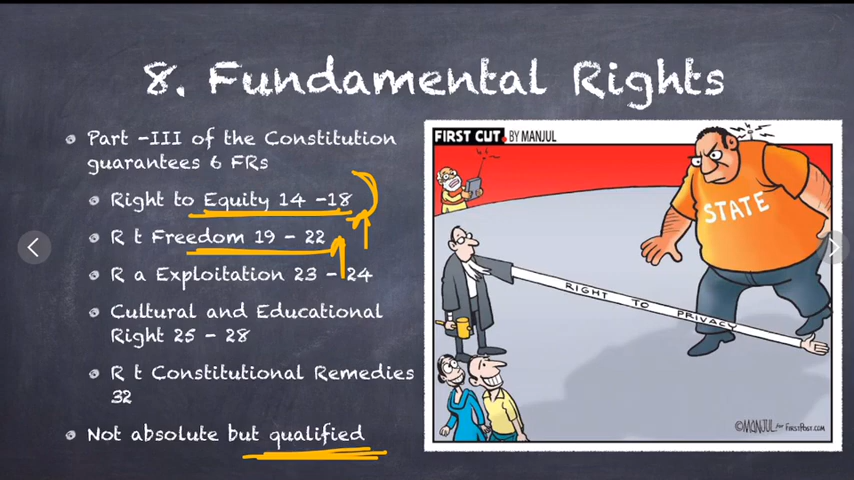 8. Fundamental Rights
Part -III of the Constitution
guarantees 6 FRs
Right to Equity 14 -18
R t Freedom 19 - 22
R a Exploitation 23 - 24
Cultural and Educational
Right 25 - 28
R t Constitutional Remedies
32
Not absolute but qualified
FIRST CUT. BY MANJUL
STATE
RIGHT TO PRIVACY
©MANJUL for FIRSTPOST.COM